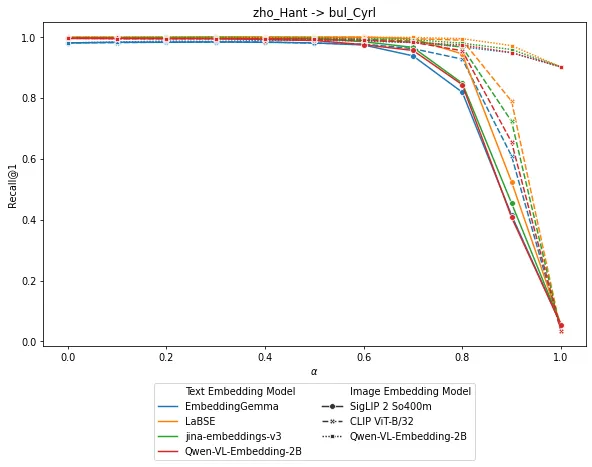 zho_Hant -> bul_Cyrl
Recall@1
1.0
0.8
0.6
0.4
0.2
0.0
0.0 0.2 0.4 0.6 0.8 1.0
α
Text Embedding Model
EmbeddingGemma
LaBSE
jina-embeddings-v3
Qwen-VL-Embedding-2B
Image Embedding Model
SigLIP 2 So400m
CLIP ViT-B/32
Qwen-VL-Embedding-2B